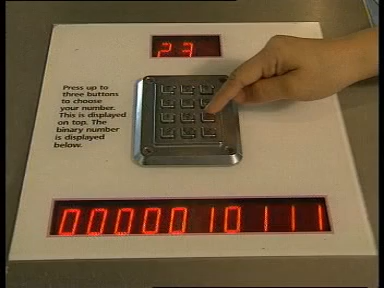 23
Press up to
three buttons
to choose
your number.
This is displayed
on top. The
binary number
is displayed
below.
0000010111